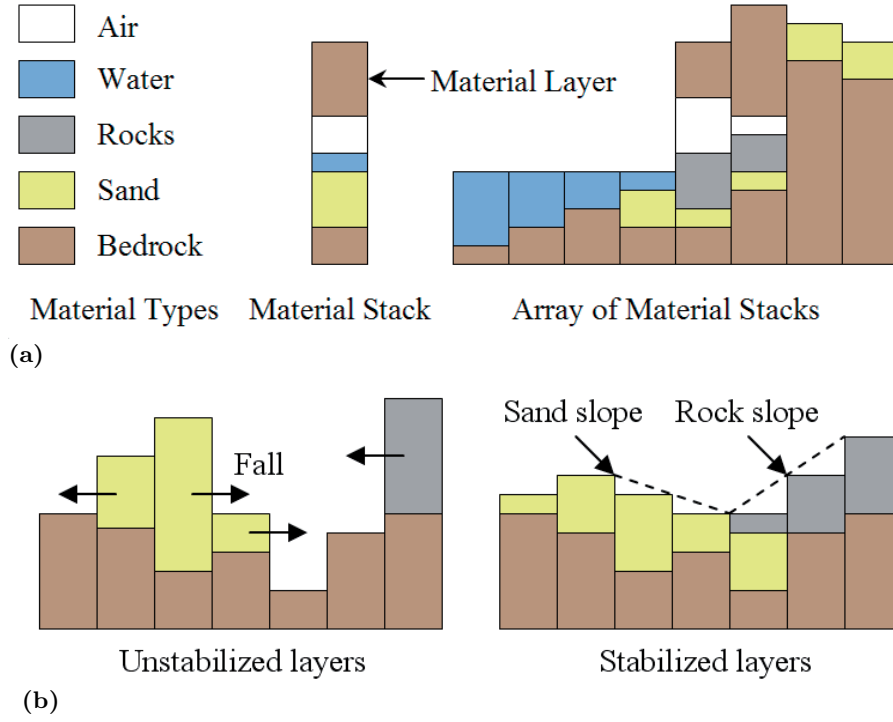 Air
Water
Rocks
Sand
Bedrock
Material Layer
Material Types
Material Stack
Array of Material Stacks
(a)
Fall
Sand slope
Rock slope
Unstabilized layers
Stabilized layers
(b)